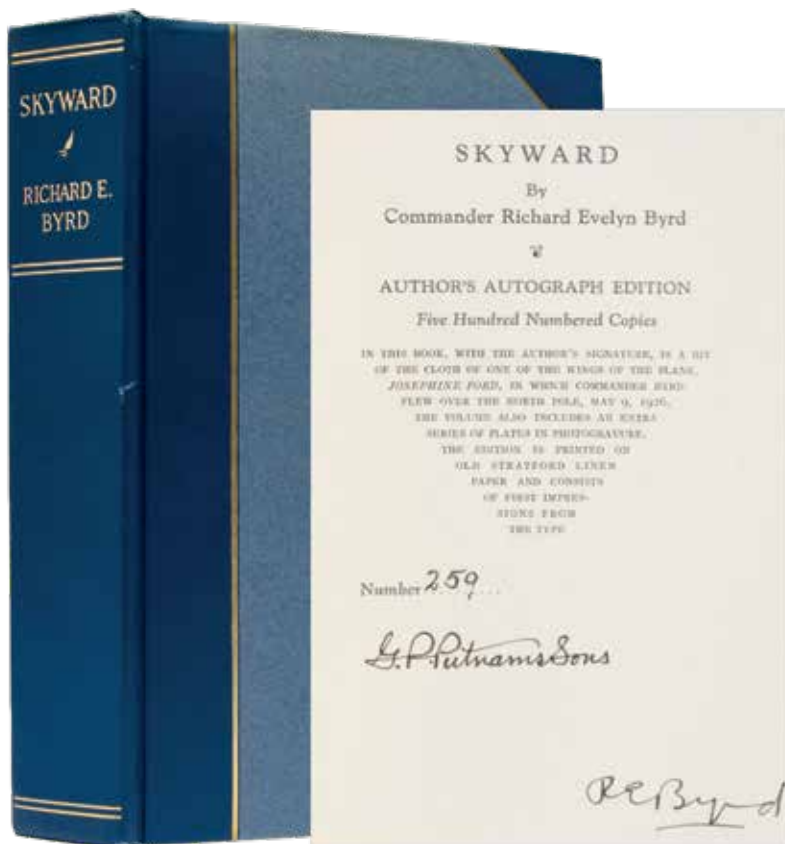 SKYWARD
RICHARD E.
BYRD
SKYWARD
By
Commander Richard Evelyn Byrd
AUTHOR'S AUTOGRAPH EDITION
Five Hundred Numbered Copies
IN THIS BOOK, WITH THE AUTHOR'S SIGNATURE, IS A BIT
OF THE CLOTH OF ONE OF THE WINGS OF THE PLANE,
JOSEPHINE FORD, IN WHICH COMMANDER BYRD
FLEW OVER THE NORTH POLE, MAY 9, 1926.
THE VOLUME ALSO INCLUDES AN EXTRA
SERIES OF PLATES IN PHOTOGRAVURE.
THE EDITION IS PRINTED ON
OLD STRATFORD LINEN
PAPER AND CONSISTS
OF FIRST IMPRES-
SIONS FROM
THE TYPE
Number 259
G. P. Putnam's Sons
R E Byrd